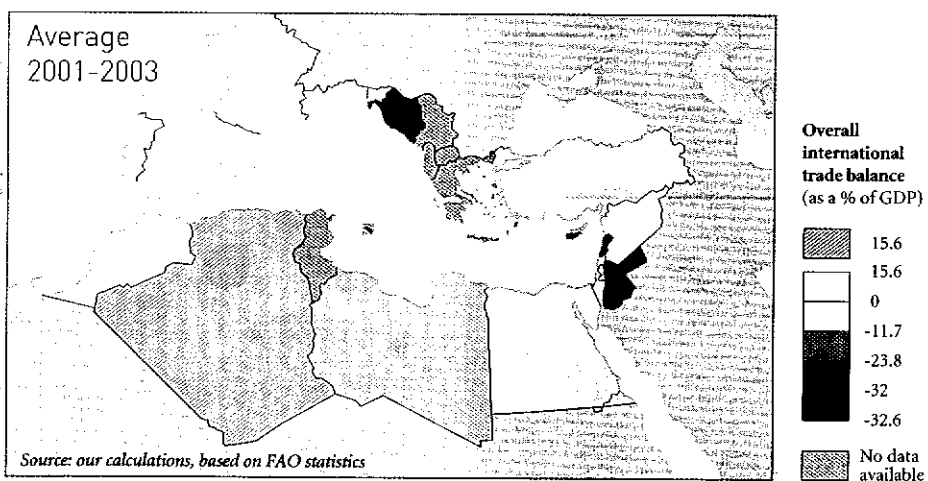 Average
2001-2003
Source: our calculations, based on FAO statistics
Overall
international
trade balance
(as a % of GDP)
15.6
15.6
0
-11.7
-23.8
-32
-32.6
No data
available